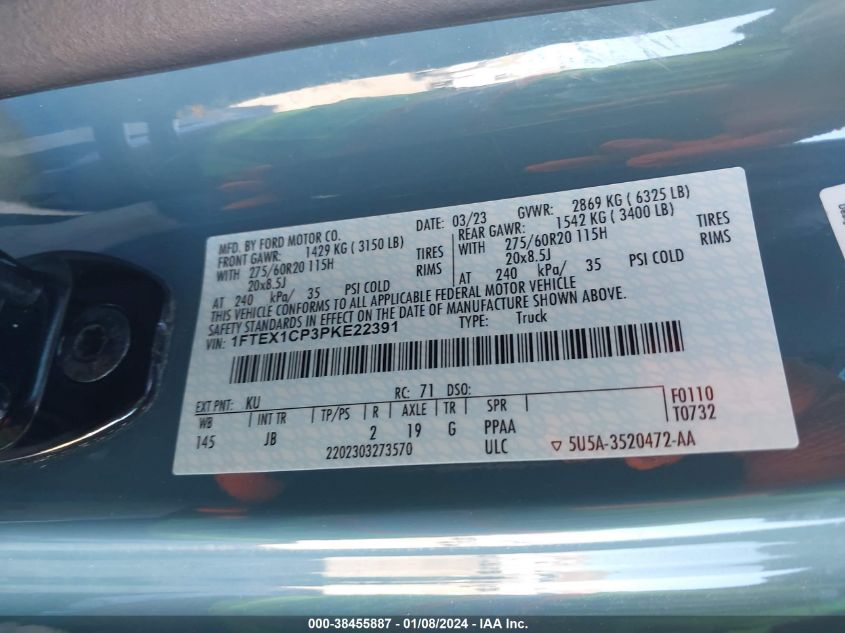 MFD. BY FORD MOTOR CO. DATE: 03/23 GVWR: 2869 KG ( 6325 LB)
FRONT GAWR: 1429 KG ( 3150 LB) REAR GAWR: 1542 KG ( 3400 LB)
WITH 275/60R20 115H TIRES WITH 275/60R20 115H TIRES
20x8.5J RIMS 20x8.5J RIMS
AT 240 kPa/ 35 PSI COLD AT 240 kPa/ 35 PSI COLD
THIS VEHICLE CONFORMS TO ALL APPLICABLE FEDERAL MOTOR VEHICLE
SAFETY STANDARDS IN EFFECT ON THE DATE OF MANUFACTURE SHOWN ABOVE.
VIN: 1FTEX1CP3PKE22391 TYPE: Truck
EXT PNT: KU RC: 71 DSO: F0110
WB INT TR TP/PS R AXLE TR SPR T0732
145 JB 2 19 G PPAA
2202303273570 ULC 5U5A-3520472-AA
000-38455887 - 01/08/2024 - IAA Inc.